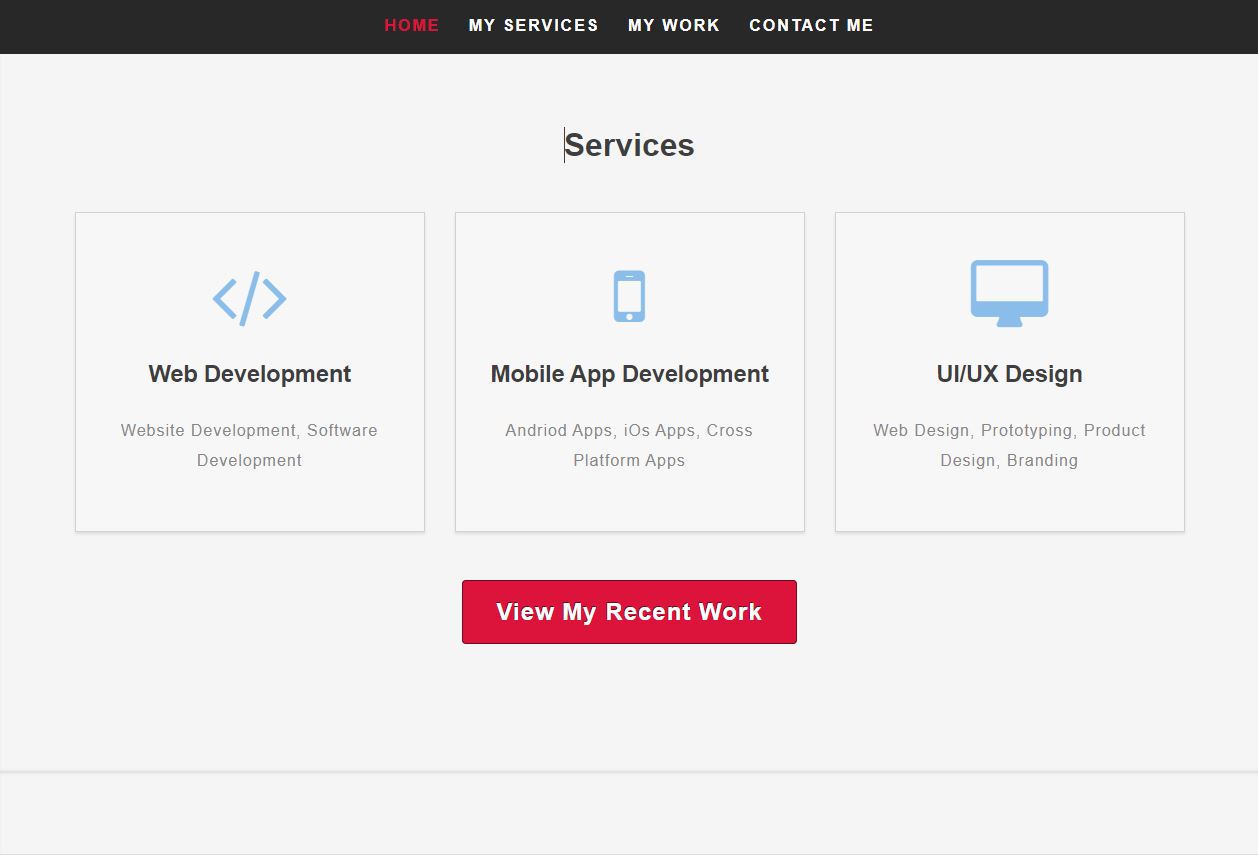 HOME MY SERVICES MY WORK CONTACT ME
Services
Web Development
Website Development, Software
Development
Mobile App Development
Andriod Apps, iOs Apps, Cross
Platform Apps
UI/UX Design
Web Design, Prototyping, Product
Design, Branding
View My Recent Work